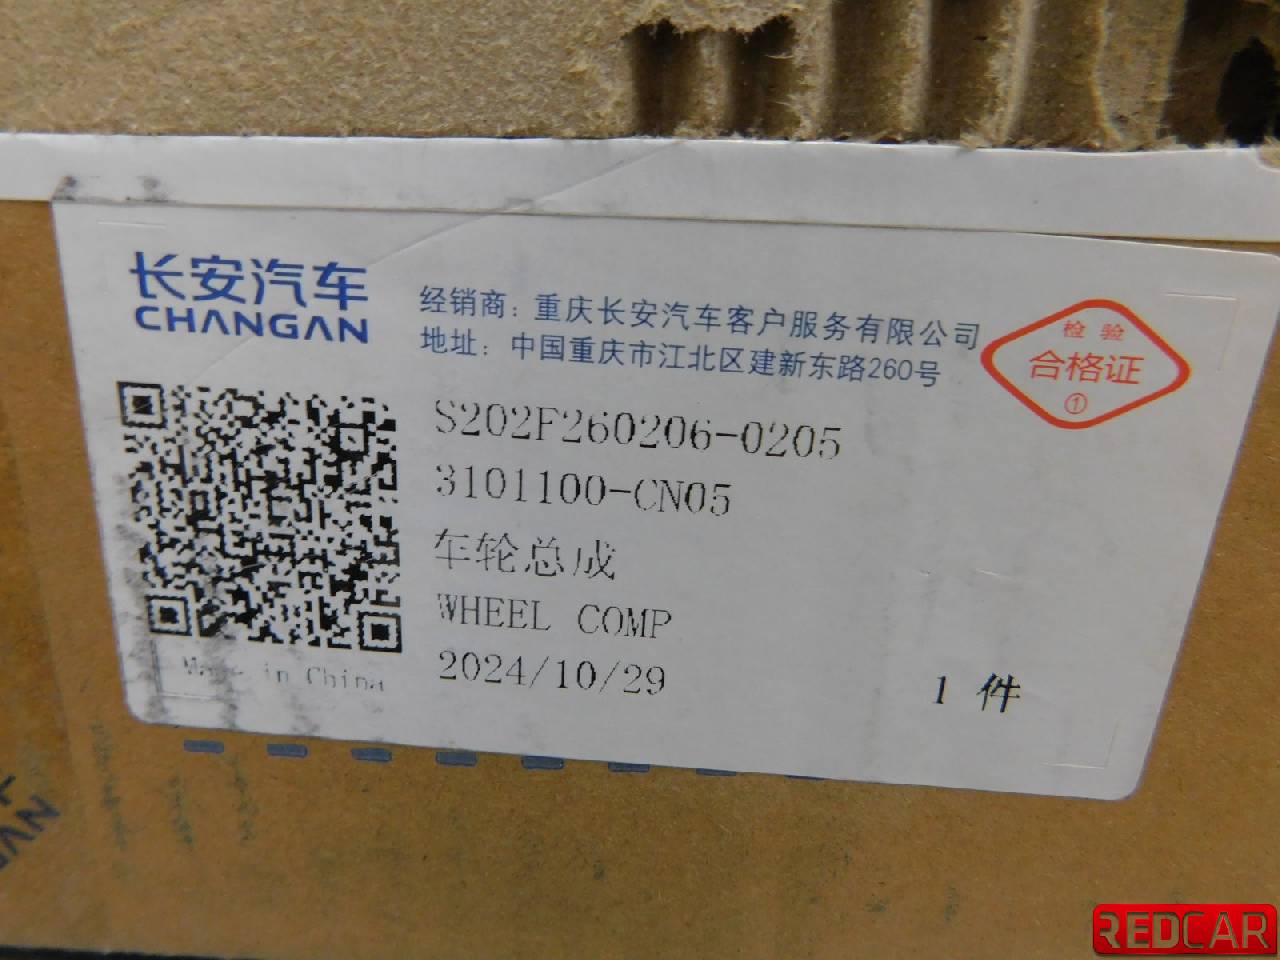 长安汽车
CHANGAN
经销商：重庆长安汽车客户服务有限公司
地址：中国重庆市江北区建新东路260号
检验
合格证
①
S202F260206-0205
3101100-CN05
车轮总成
WHEEL COMP
2024/10/29
1 件
Made in China
REDCAR